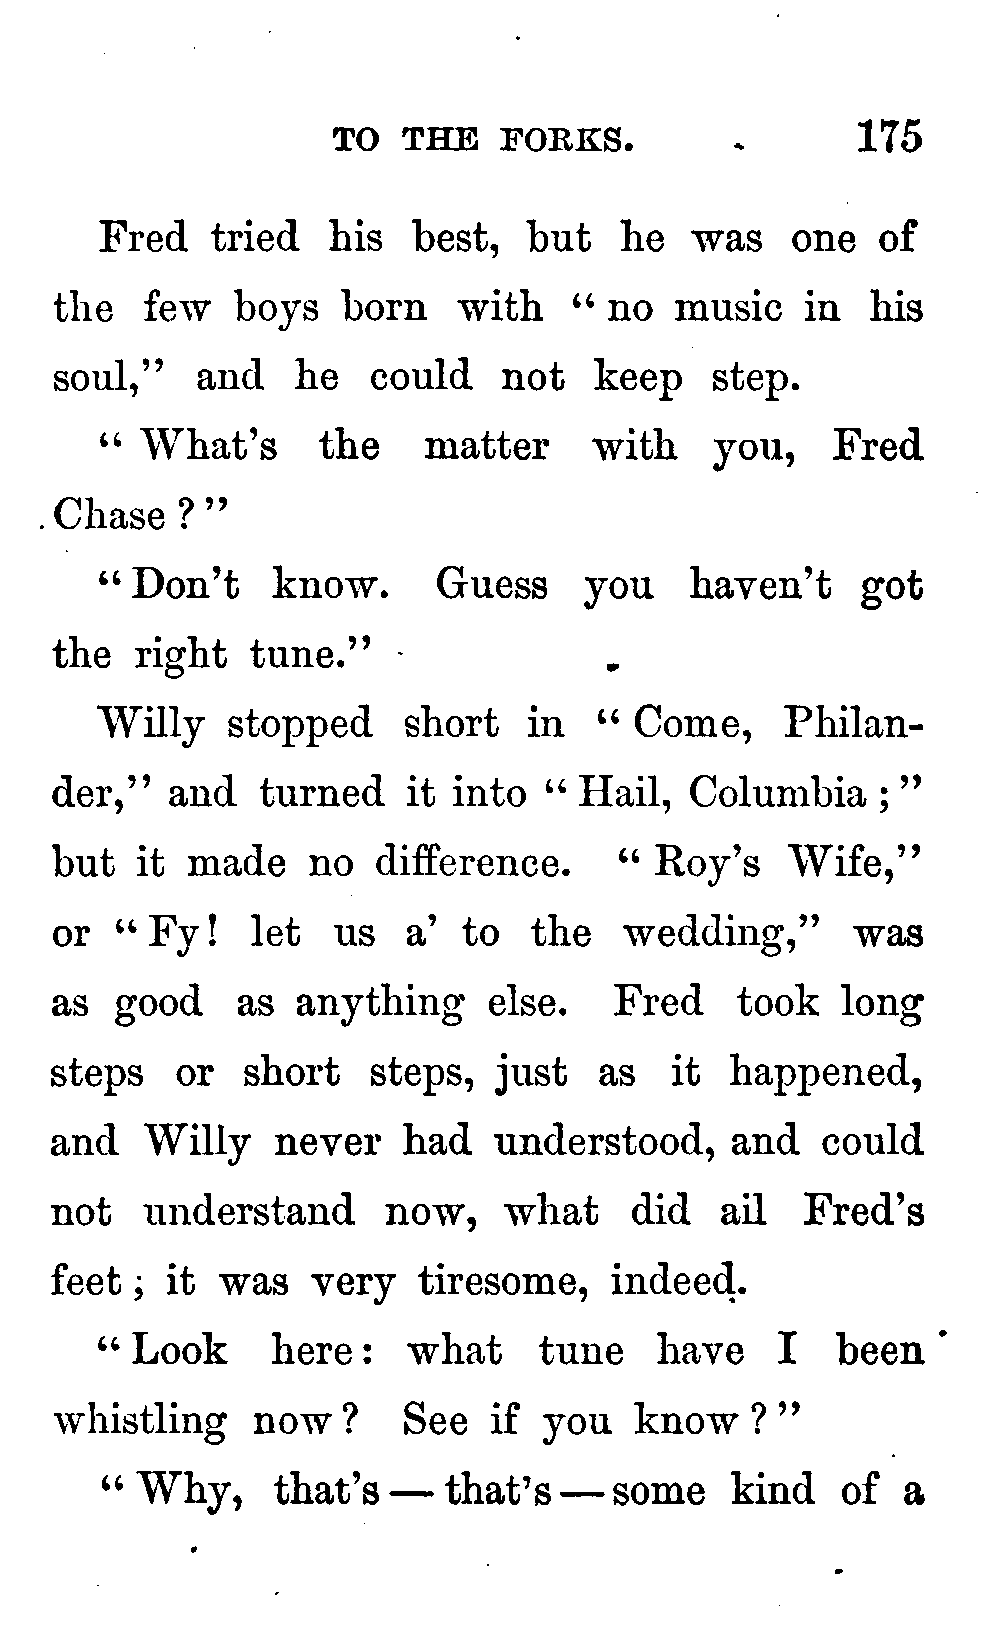 TO THE FORKS. 175
Fred tried his best, but he was one of
the few boys born with “ no music in his
soul,” and he could not keep step.
“ What’s the matter with you, Fred
Chase ? ”
“ Don’t know. Guess you haven’t got
the right tune.”
Willy stopped short in “ Come, Philan-
der,” and turned it into “ Hail, Columbia ; ”
but it made no difference. “ Roy’s Wife,”
or “ Fy! let us a’ to the wedding,” was
as good as anything else. Fred took long
steps or short steps, just as it happened,
and Willy never had understood, and could
not understand now, what did ail Fred’s
feet ; it was very tiresome, indeed.
“ Look here : what tune have I been
whistling now ? See if you know ? ”
“ Why, that’s — that’s — some kind of a